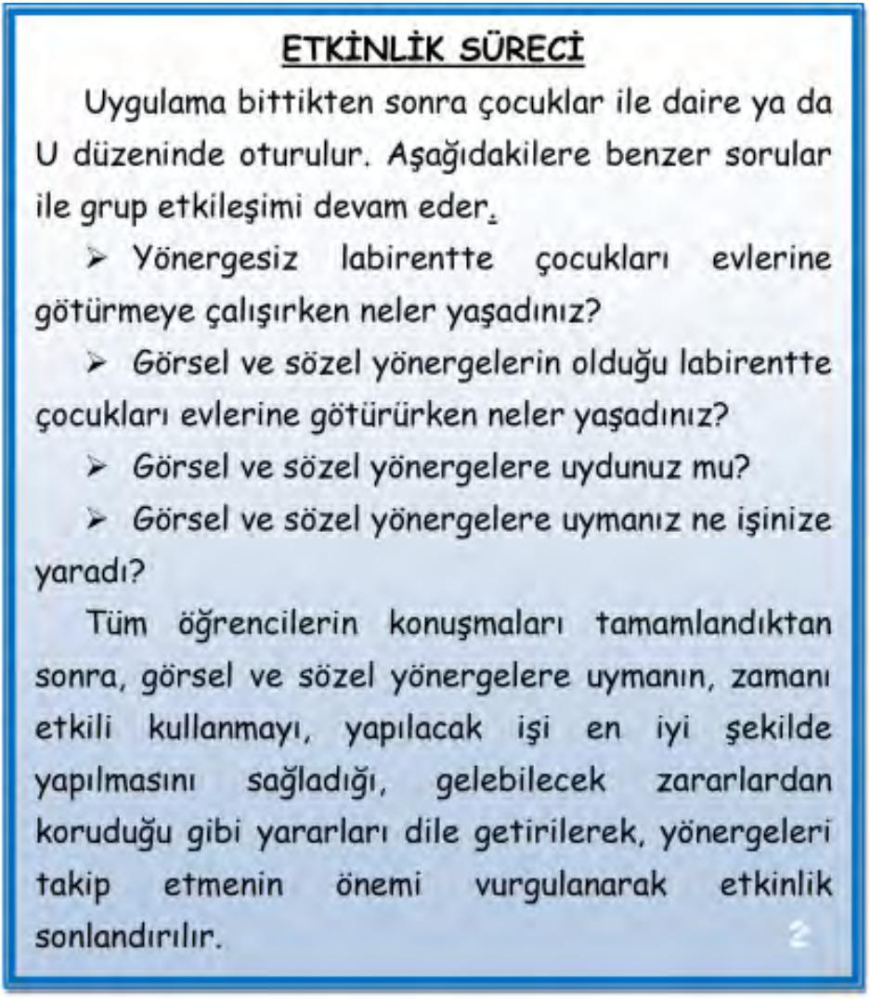 ETKİNLİK SÜRECİ
Uygulama bittikten sonra çocuklar ile daire ya da
U düzeninde oturulur. Aşağıdakilere benzer sorular
ile grup etkileşimi devam eder.
➢ Yönergesiz labirentte çocukları evlerine
götürmeye çalışırken neler yaşadınız?
➢ Görsel ve sözel yönergelerin olduğu labirentte
çocukları evlerine götürürken neler yaşadınız?
➢ Görsel ve sözel yönergelere uydunuz mu?
➢ Görsel ve sözel yönergelere uymanız ne işinize
yaradı?
Tüm öğrencilerin konuşmaları tamamlandıktan
sonra, görsel ve sözel yönergelere uymanın, zamanı
etkili kullanmayı, yapılacak işi en iyi şekilde
yapılmasını sağladığı, gelebilecek zararlardan
koruduğu gibi yararları dile getirilerek, yönergeleri
takip etmenin önemi vurgulanarak etkinlik
sonlandırılır.
2